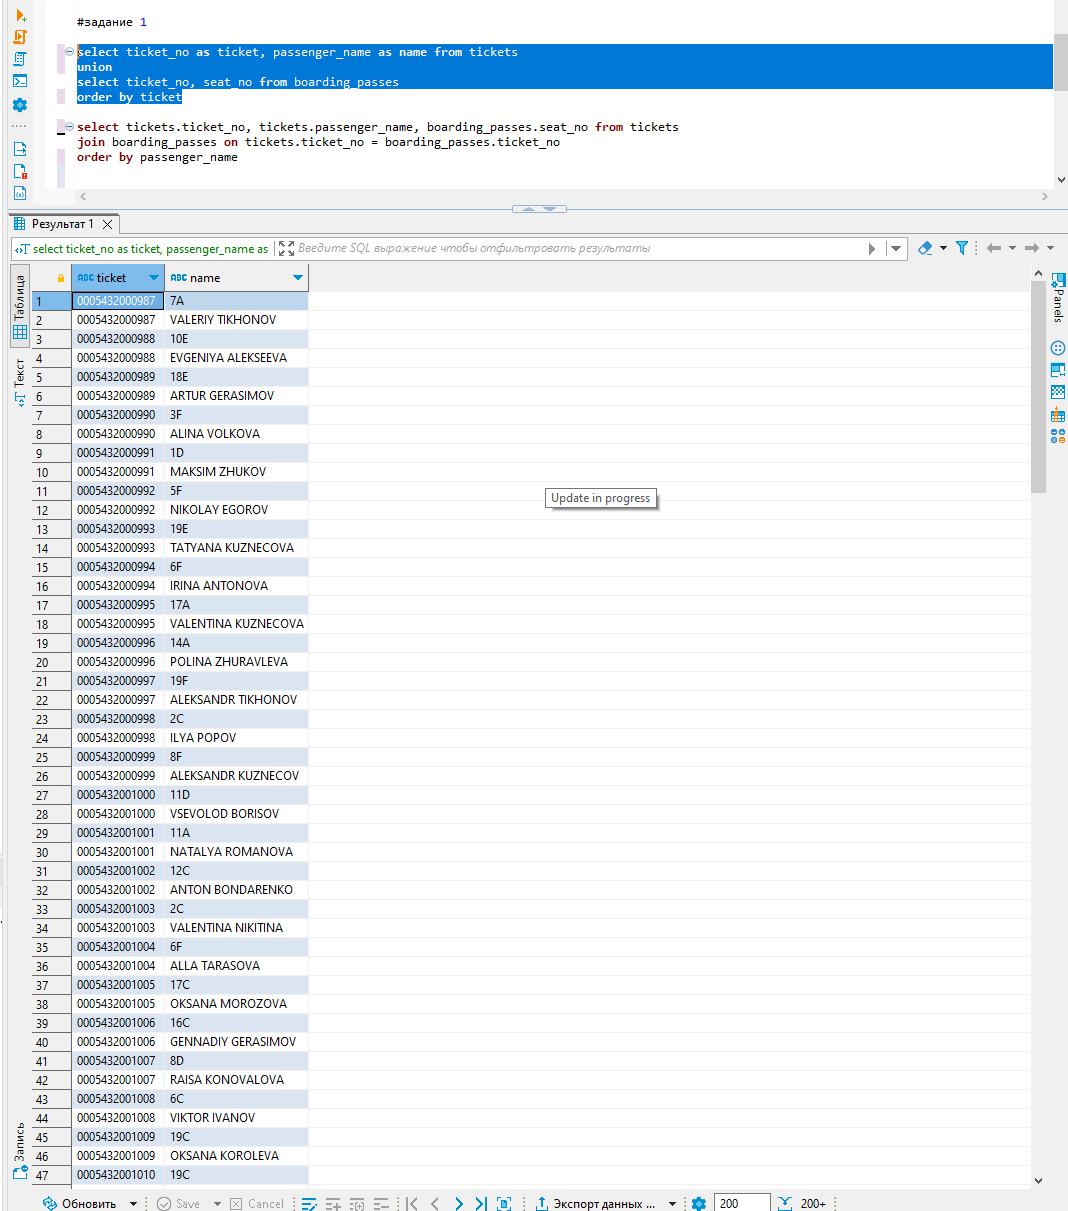 #задание 1
select ticket_no as ticket, passenger_name as name from tickets
union
select ticket_no, seat_no from boarding_passes
order by ticket
select tickets.ticket_no, tickets.passenger_name, boarding_passes.seat_no from tickets
join boarding_passes on tickets.ticket_no = boarding_passes.ticket_no
order by passenger_name
Результат 1
select ticket_no as ticket, passenger_name as
Введите SQL выражение чтобы отфильтровать результаты
Таблица
Текст
Запись
Panels
ABC ticket ABC name
1 0005432000987 7A
2 0005432000987 VALERIY TIKHONOV
3 0005432000988 10E
4 0005432000988 EVGENIYA ALEKSEEVA
5 0005432000989 18E
6 0005432000989 ARTUR GERASIMOV
7 0005432000990 3F
8 0005432000990 ALINA VOLKOVA
9 0005432000991 1D
10 0005432000991 MAKSIM ZHUKOV
11 0005432000992 5F
Update in progress
12 0005432000992 NIKOLAY EGOROV
13 0005432000993 19E
14 0005432000993 TATYANA KUZNECOVA
15 0005432000994 6F
16 0005432000994 IRINA ANTONOVA
17 0005432000995 17A
18 0005432000995 VALENTINA KUZNECOVA
19 0005432000996 14A
20 0005432000996 POLINA ZHURAVLEVA
21 0005432000997 19F
22 0005432000997 ALEKSANDR TIKHONOV
23 0005432000998 2C
24 0005432000998 ILYA POPOV
25 0005432000999 8F
26 0005432000999 ALEKSANDR KUZNECOV
27 0005432001000 11D
28 0005432001000 VSEVOLOD BORISOV
29 0005432001001 11A
30 0005432001001 NATALYA ROMANOVA
31 0005432001002 12C
32 0005432001002 ANTON BONDARENKO
33 0005432001003 2C
34 0005432001003 VALENTINA NIKITINA
35 0005432001004 6F
36 0005432001004 ALLA TARASOVA
37 0005432001005 17C
38 0005432001005 OKSANA MOROZOVA
39 0005432001006 16C
40 0005432001006 GENNADIY GERASIMOV
41 0005432001007 8D
42 0005432001007 RAISA KONOVALOVA
43 0005432001008 6C
44 0005432001008 VIKTOR IVANOV
45 0005432001009 19C
46 0005432001009 OKSANA KOROLEVA
47 0005432001010 19C
Обновить Save Cancel Экспорт данных ... 200 200+